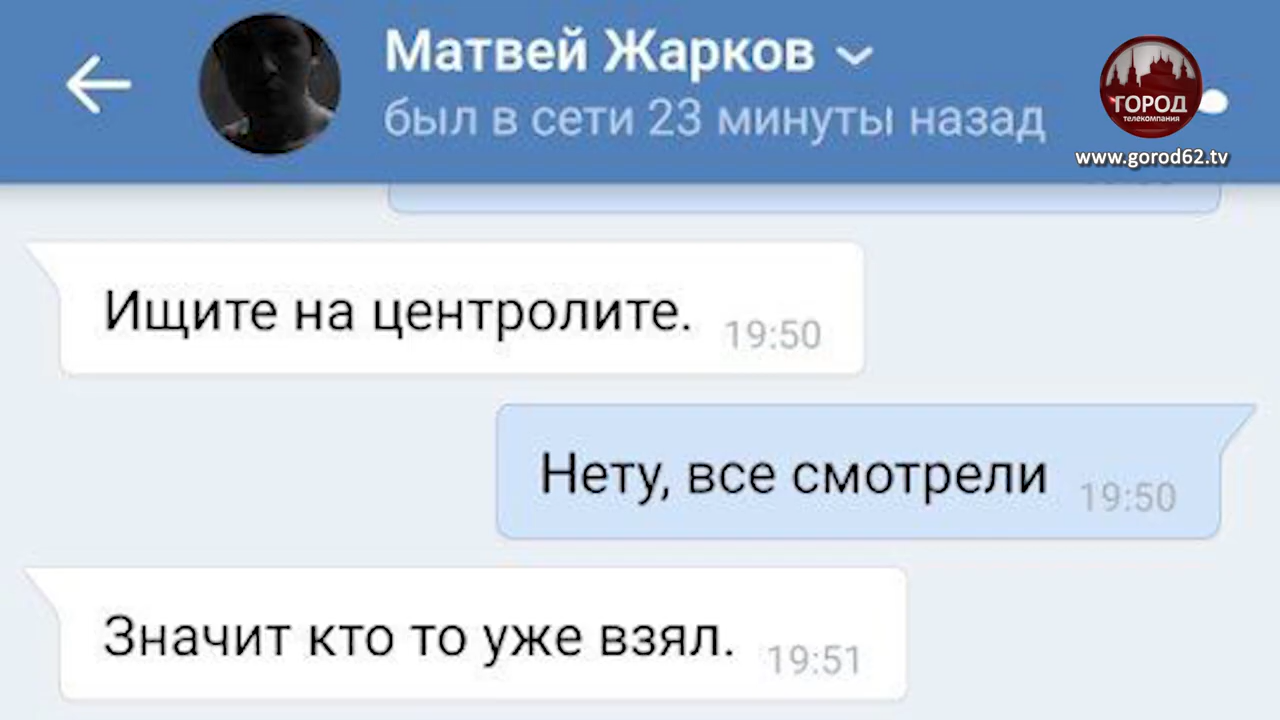 Матвей Жарков
был в сети 23 минуты назад
ГОРОД
телекомпания
www.gorod62.tv
Ищите на центролите.
19:50
Нету, все смотрели
19:50
Значит кто то уже взял.
19:51